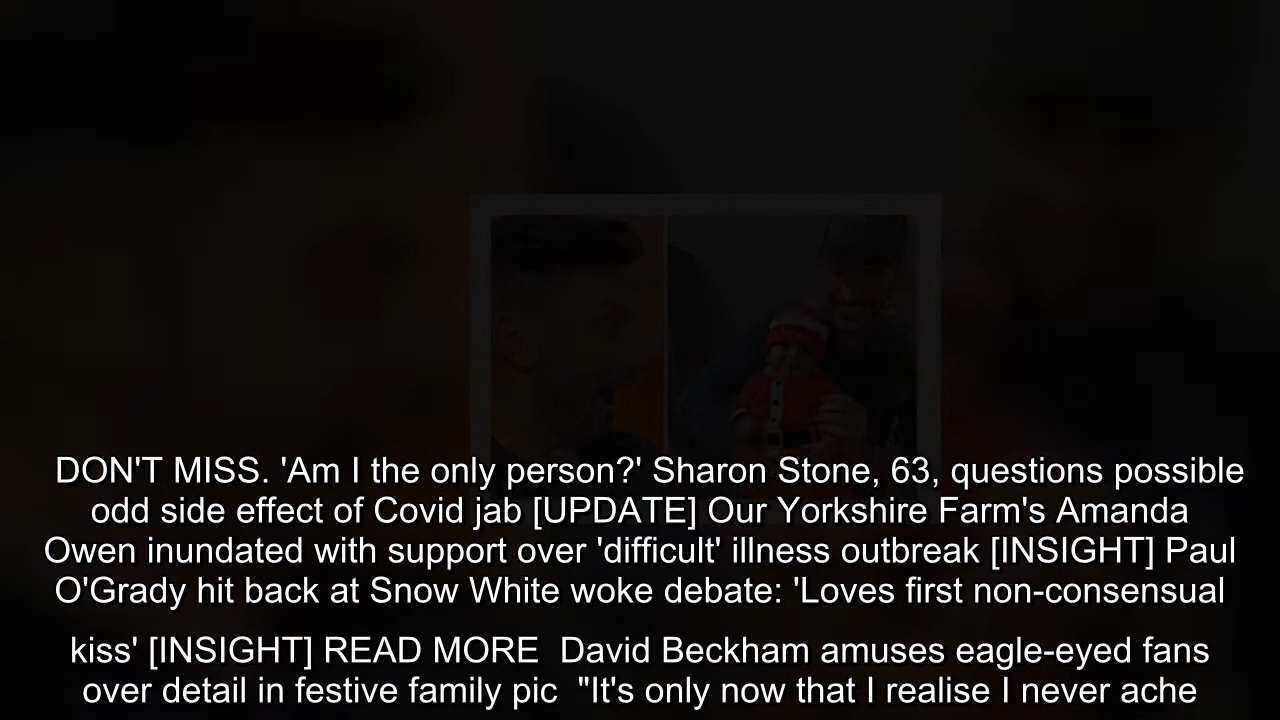 DON'T MISS. 'Am I the only person?' Sharon Stone, 63, questions possible
odd side effect of Covid jab [UPDATE] Our Yorkshire Farm's Amanda
Owen inundated with support over 'difficult' illness outbreak [INSIGHT] Paul
O'Grady hit back at Snow White woke debate: 'Loves first non-consensual
kiss' [INSIGHT] READ MORE  David Beckham amuses eagle-eyed fans
over detail in festive family pic  "It's only now that I realise I never ache